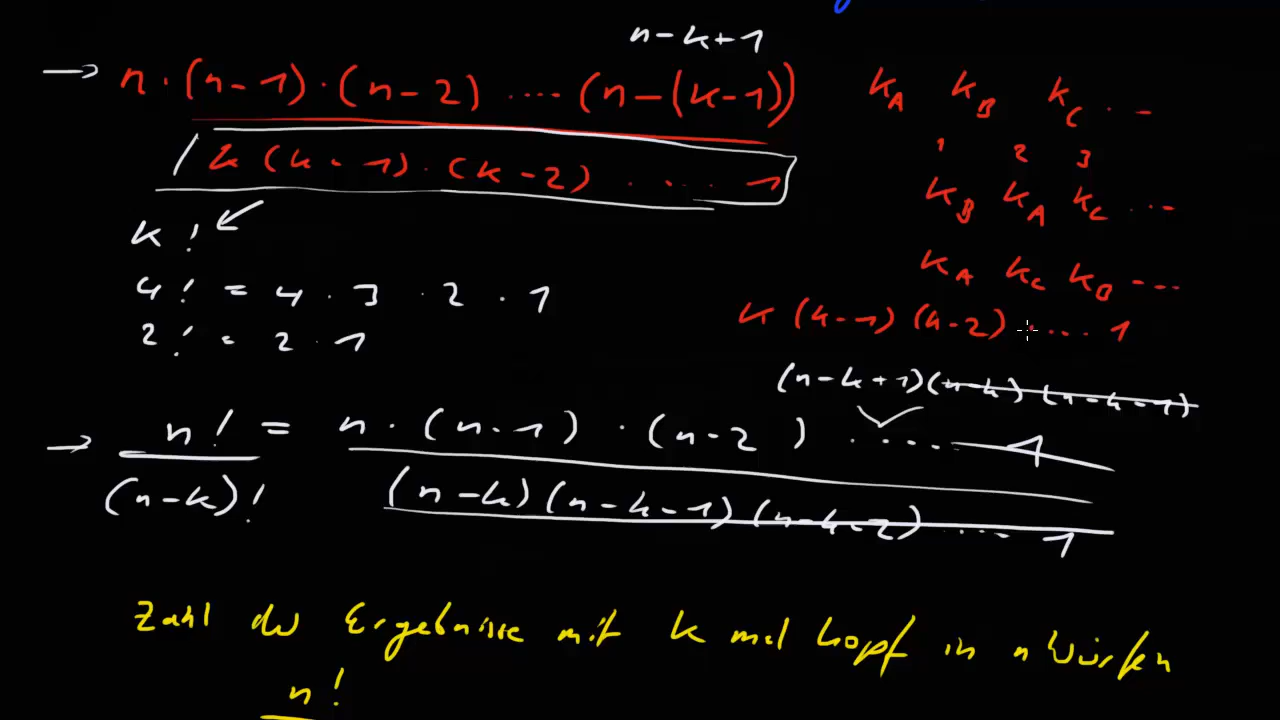 n-k+1
→ n·(n-1)·(n-2) .... (n-(k-1))
k(k-1)·(k-2) ..... 1
k!
4! = 4·3·2·1
2! = 2·1
K_A K_B K_C ...
1 2 3
K_B K_A K_C ...
K_A K_C K_B ...
k(k-1)(k-2) .... 1
(n-k+1)(n-k)(n-k-1)
→ n! = n·(n-1)·(n-2) ..... 1
(n-k)! (n-k)(n-k-1)(n-k-2) ... 1
Zahl der Ergebnisse mit k mal Kopf in n Würfen
n!